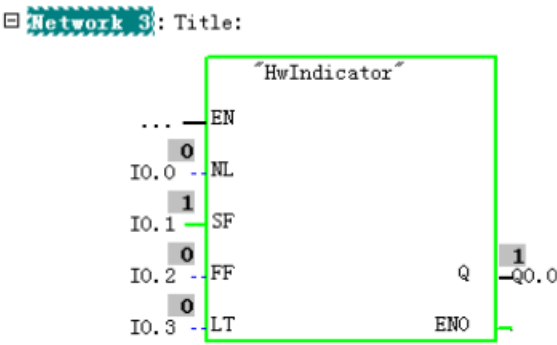 Network 3: Title:
"HwIndicator"
... EN
0
I0.0 NL
1
I0.1 SF
0 1
I0.2 FF Q Q0.0
0
I0.3 LT ENO